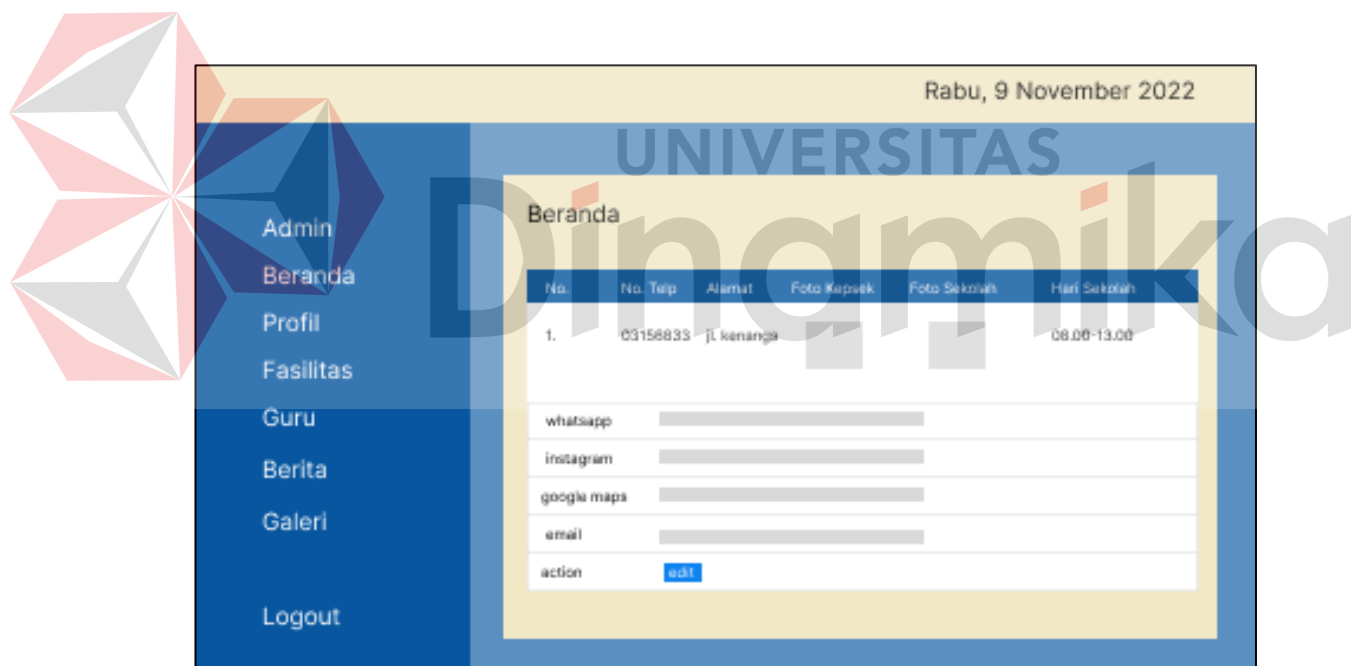 Rabu, 9 November 2022
UNIVERSITAS
Dinamika
Admin
Beranda
Profil
Fasilitas
Guru
Berita
Galeri
Logout
Beranda
No. No. Telp Alamat Foto Kepsek Foto Sekolah Hari Sekolah
1. 03156833 jl. kenanga 08.00-13.00
whatsapp
instagram
google maps
email
action edit